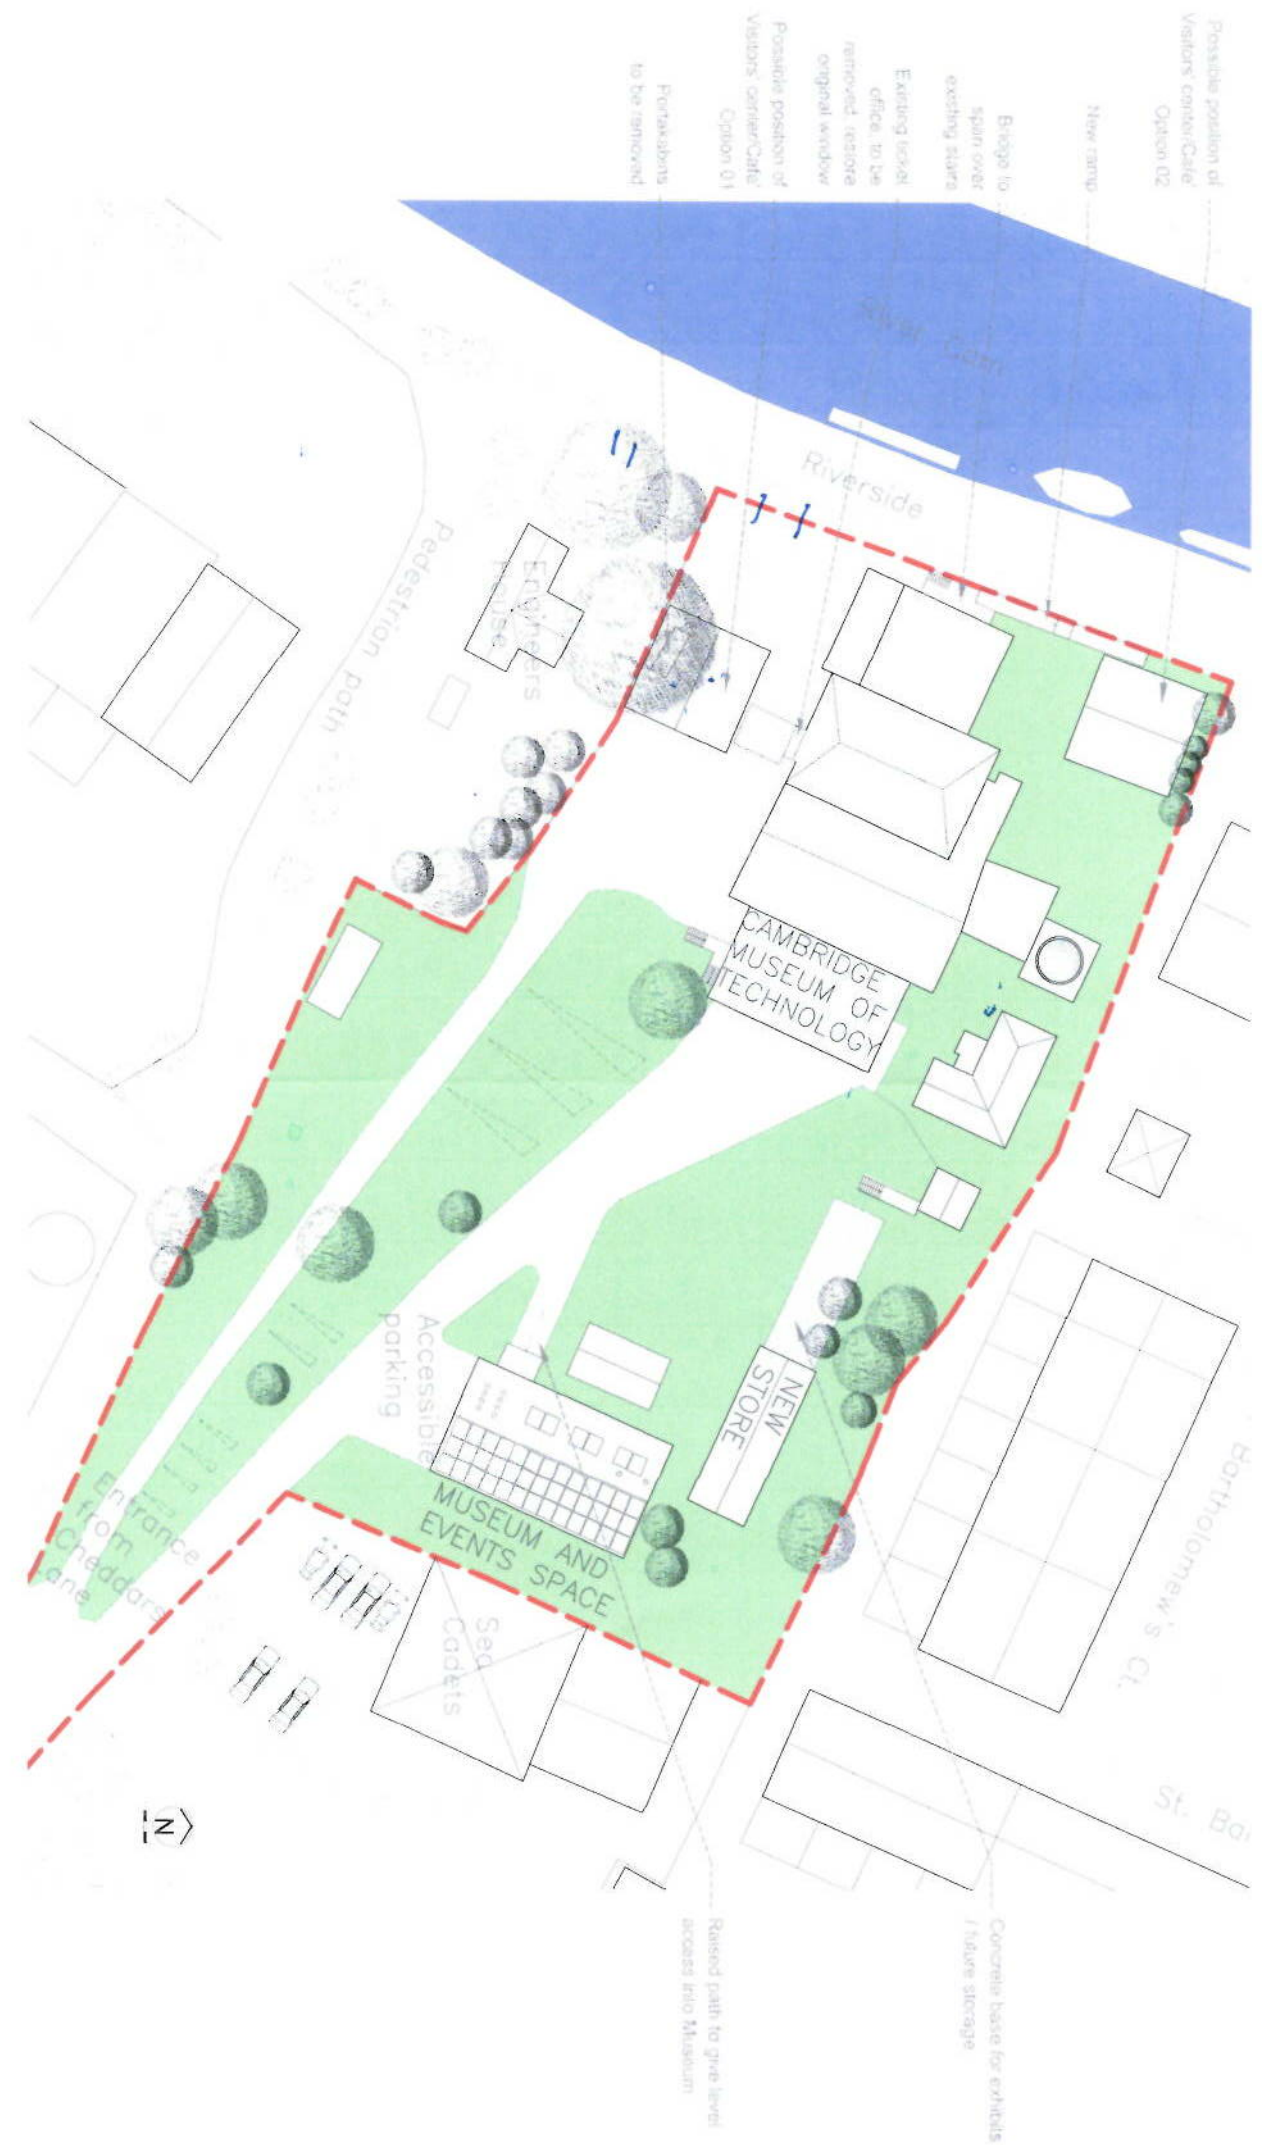 Possible position of
Visitors' center/Cafe'
Option 02
New ramp
Bridge to
span over
existing stairs
Existing ticket
office, to be
removed, restore
original window
Possible position of
Visitors' center/Cafe'
Option 01
Portakabins
to be removed
River Cam
Riverside
Engineers
House
Pedestrian path
CAMBRIDGE
MUSEUM OF
TECHNOLOGY
Accessible
parking
NEW
STORE
MUSEUM AND
EVENTS SPACE
Entrance
from
Cheddars
Lane
Sea
Cadets
Bartholomew's Ct.
St. Bar
N
Raised path to give level
access into Museum
Concrete base for exhibits
/ future storage